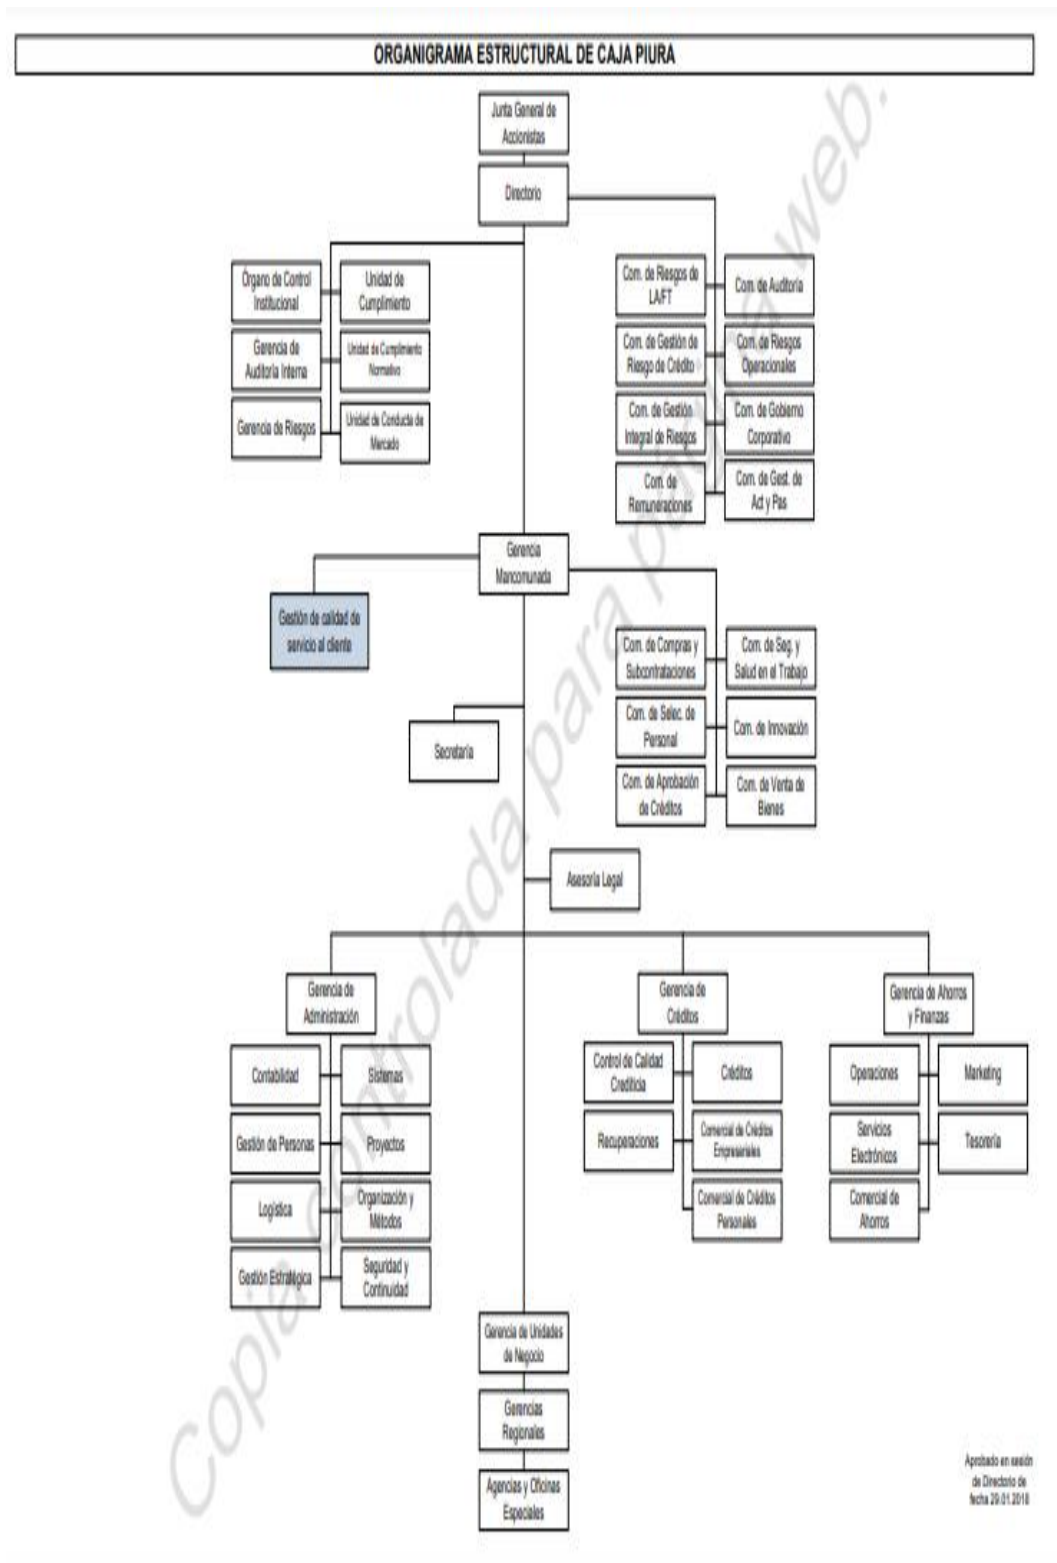 ORGANIGRAMA ESTRUCTURAL DE CAJA PIURA
Junta General de
Accionistas
Directorio
Órgano de Control
Institucional
Unidad de
Cumplimiento
Gerencia de
Auditoría Interna
Unidad de Cumplimiento
Normativo
Gerencia de Riesgos
Unidad de Conducta de
Mercado
Com. de Riesgos de
LA/FT
Com. de Auditoría
Com. de Gestión de
Riesgo de Crédito
Com. de Riesgos
Operacionales
Com. de Gestión
Integral de Riesgos
Com. de Gobierno
Corporativo
Com. de
Remuneraciones
Com. de Gest. de
Act y Pas
Gerencia
Mancomunada
Gestión de calidad de
servicio al cliente
Com. de Compras y
Subcontrataciones
Com. de Seg. y
Salud en el Trabajo
Com. de Selec. de
Personal
Com. de Innovación
Com. de Aprobación
de Créditos
Com. de Venta de
Bienes
Secretaría
Asesoría Legal
Gerencia de
Administración
Contabilidad
Sistemas
Gestión de Personas
Proyectos
Logística
Organización y
Métodos
Gestión Estratégica
Seguridad y
Continuidad
Gerencia de
Créditos
Control de Calidad
Crediticia
Créditos
Recuperaciones
Comercial de Créditos
Empresariales
Comercial de Créditos
Personales
Gerencia de Ahorros
y Finanzas
Operaciones
Marketing
Servicios
Electrónicos
Tesorería
Comercial de
Ahorros
Gerencia de Unidades
de Negocio
Gerencias
Regionales
Agencias y Oficinas
Especiales
Aprobado en sesión
de Directorio de
fecha 29.01.2018
Copia controlada para página web.